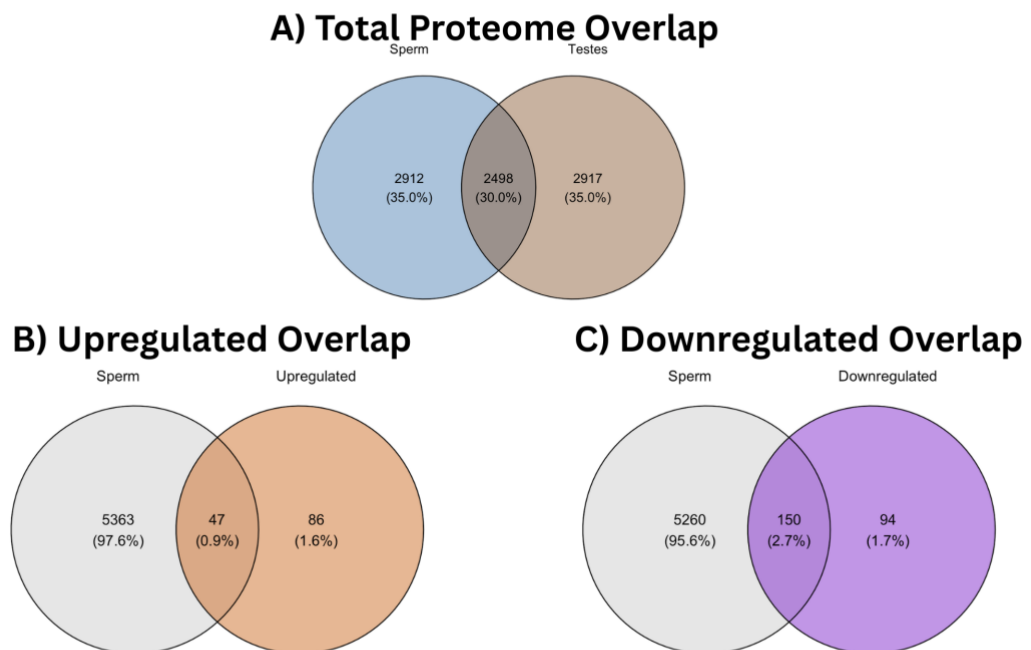 A) Total Proteome Overlap
Sperm Testes
2912 2498 2917
(35.0%) (30.0%) (35.0%)
B) Upregulated Overlap
Sperm Upregulated
5363 47 86
(97.6%) (0.9%) (1.6%)
C) Downregulated Overlap
Sperm Downregulated
5260 150 94
(95.6%) (2.7%) (1.7%)